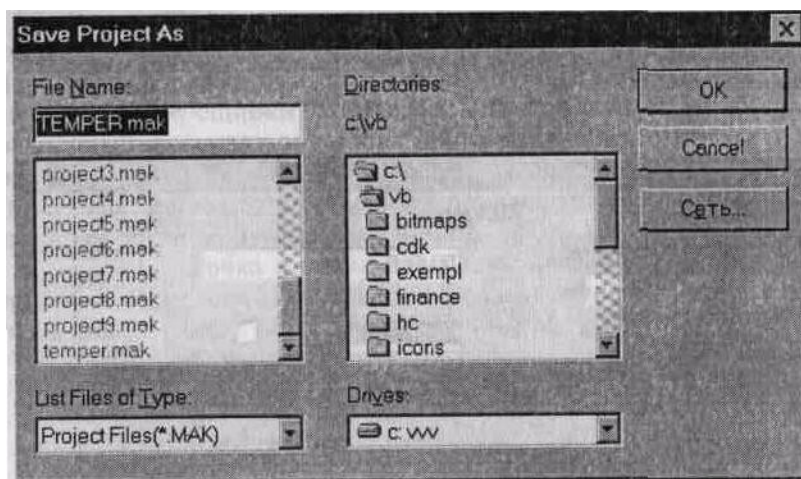 Save Project As
File Name:
TEMPER.mak
project3.mak
project4.mak
project5.mak
project6.mak
project7.mak
project8.mak
project9.mak
temper.mak
List Files of Type:
Project Files(*.MAK)
Directories:
c:\vb
c:\
vb
bitmaps
cdk
exempl
finance
hc
icons
Drives:
c: vvv
OK
Cancel
Сеть...